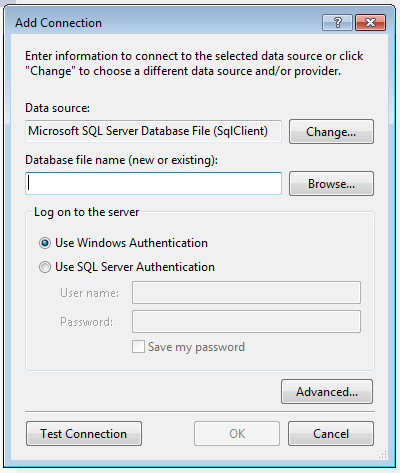 Add Connection
?
Enter information to connect to the selected data source or click
"Change" to choose a different data source and/or provider.
Data source:
Microsoft SQL Server Database File (SqlClient)
Change...
Database file name (new or existing):
Browse...
Log on to the server
Use Windows Authentication
Use SQL Server Authentication
User name:
Password:
Save my password
Advanced...
Test Connection
OK
Cancel